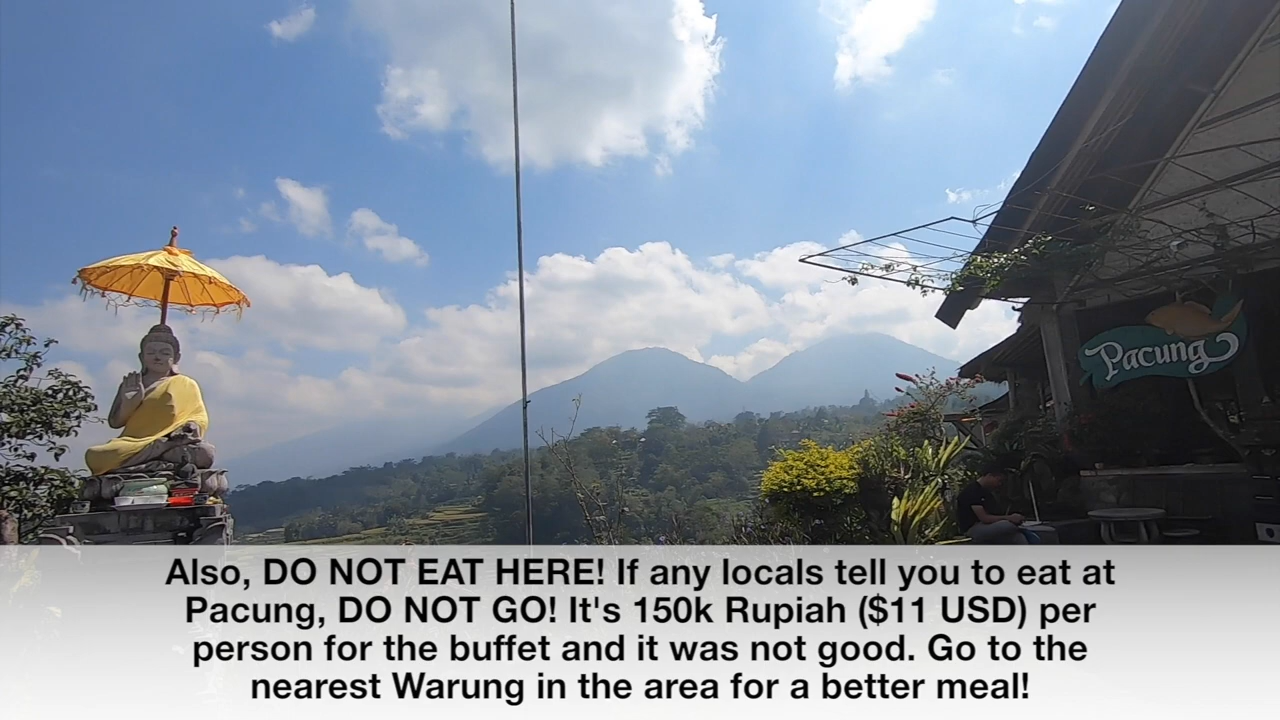 Pacung
Also, DO NOT EAT HERE! If any locals tell you to eat at
Pacung, DO NOT GO! It's 150k Rupiah ($11 USD) per
person for the buffet and it was not good. Go to the
nearest Warung in the area for a better meal!